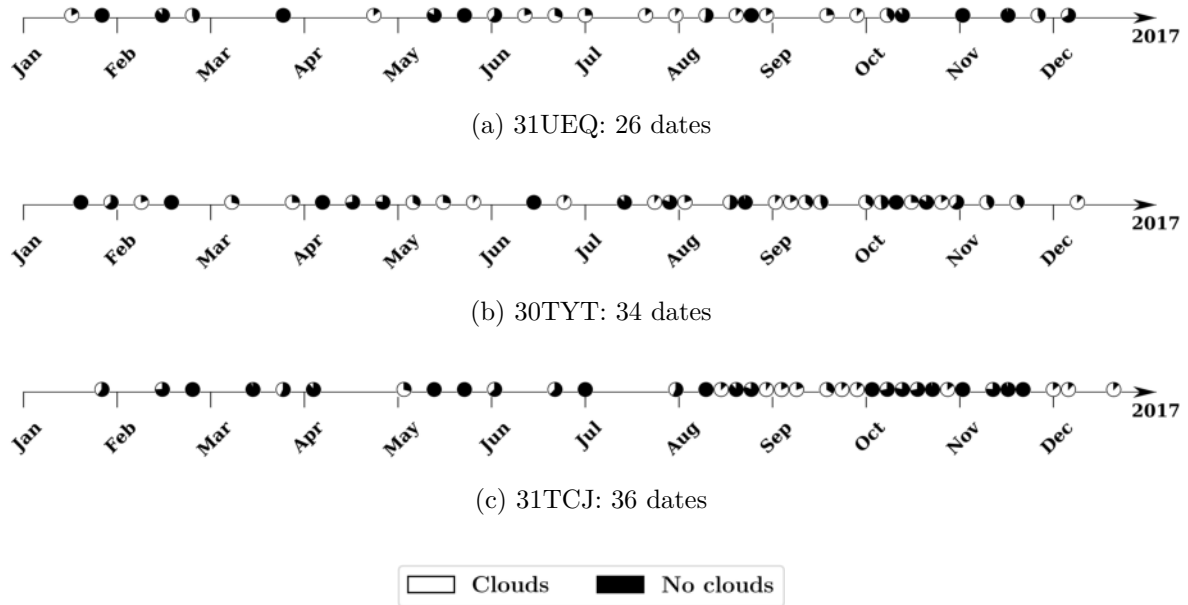 Jan Feb Mar Apr May Jun Jul Aug Sep Oct Nov Dec 2017
(a) 31UEQ: 26 dates
Jan Feb Mar Apr May Jun Jul Aug Sep Oct Nov Dec 2017
(b) 30TYT: 34 dates
Jan Feb Mar Apr May Jun Jul Aug Sep Oct Nov Dec 2017
(c) 31TCJ: 36 dates
Clouds No clouds